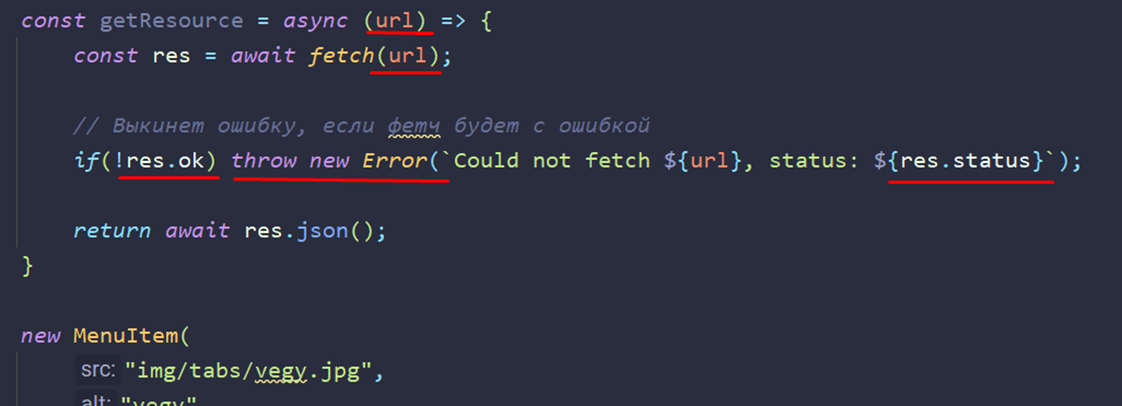 const getResource = async (url) => {
const res = await fetch(url);
// Выкинет ошибку, если фетч будет с ошибкой
if(!res.ok) throw new Error(`Could not fetch ${url}, status: ${res.status}`);
return await res.json();
}
new MenuItem(
src: "img/tabs/vegy.jpg",
alt: "vegy"